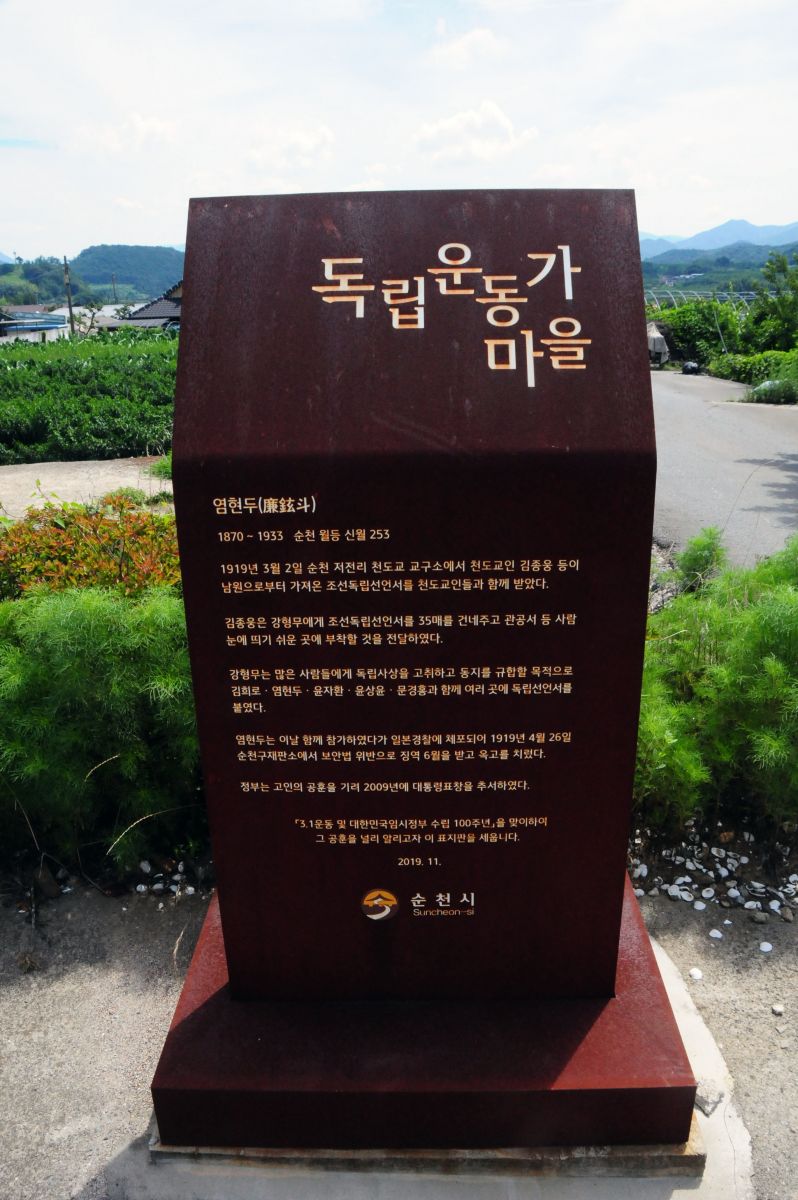 독립운동가
마을
염현두(廉鉉斗)
1870 ~ 1933 순천 월등 신월 253
1919년 3월 2일 순천 저전리 천도교 교구소에서 천도교인 김종웅 등이
남원으로부터 가져온 조선독립선언서를 천도교인들과 함께 받았다.
김종웅은 강형무에게 조선독립선언서를 35매를 건네주고 관공서 등 사람
눈에 띄기 쉬운 곳에 부착할 것을 전달하였다.
강형무는 많은 사람들에게 독립사상을 고취하고 동지를 규합할 목적으로
김희로 · 염현두 · 윤자환 · 윤상윤 · 문경홍과 함께 여러 곳에 독립선언서를
붙였다.
염현두는 이날 함께 참가하였다가 일본경찰에 체포되어 1919년 4월 26일
순천구재판소에서 보안법 위반으로 징역 6월을 받고 옥고를 치렀다.
정부는 고인의 공훈을 기려 2009년에 대통령표창을 추서하였다.
「3.1운동 및 대한민국임시정부 수립 100주년」을 맞이하여
그 공훈을 널리 알리고자 이 표지판을 세웁니다.
2019. 11.
순천시
Suncheon-si